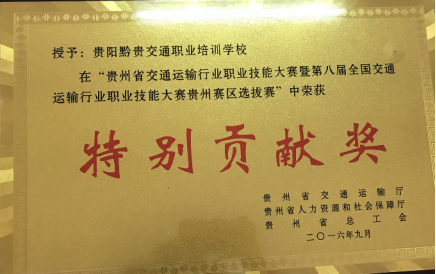 授予：贵阳黔贵交通职业培训学校
在“贵州省交通运输行业职业技能大赛暨第八届全国交通
运输行业职业技能大赛贵州赛区选拔赛”中荣获
特别贡献奖
贵州省交通运输厅
贵州省人力资源和社会保障厅
贵州省总工会
二〇一六年九月